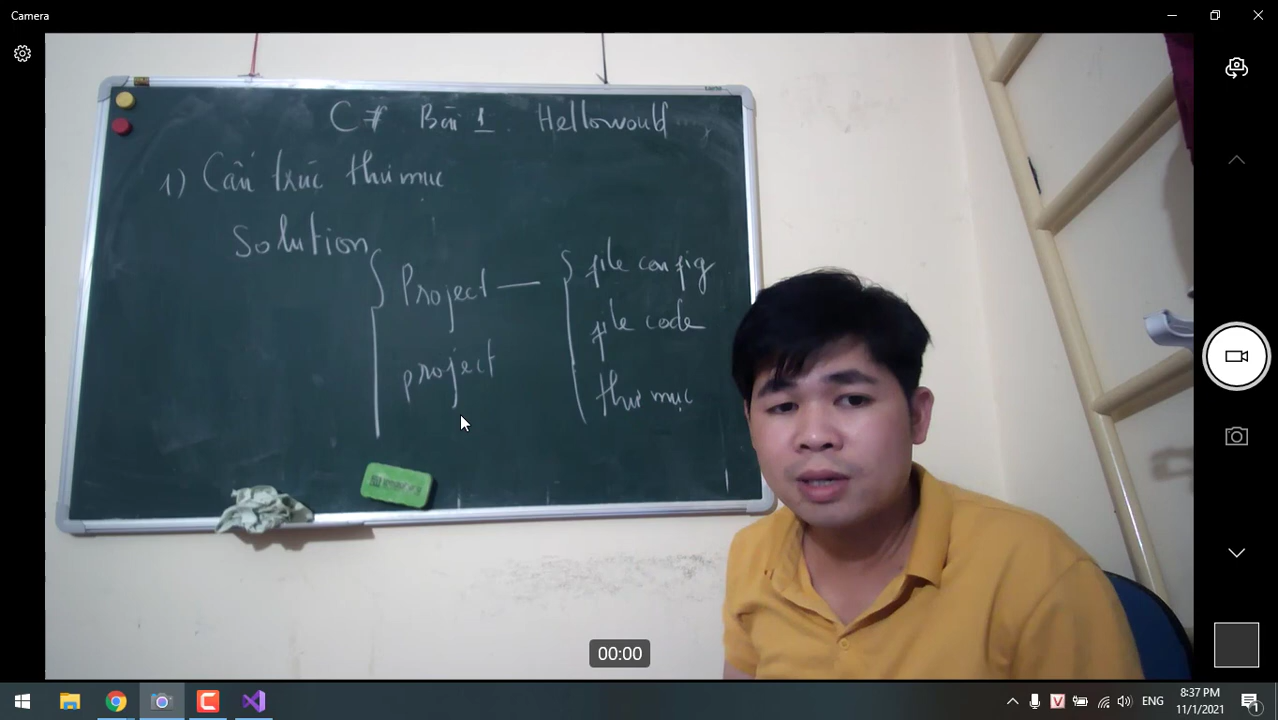 Camera
C# Bài 1. Helloworld
1) Cấu trúc thư mục
Solution
Project — file config
file code
project
thư mục
00:00
ENG
8:37 PM
11/1/2021